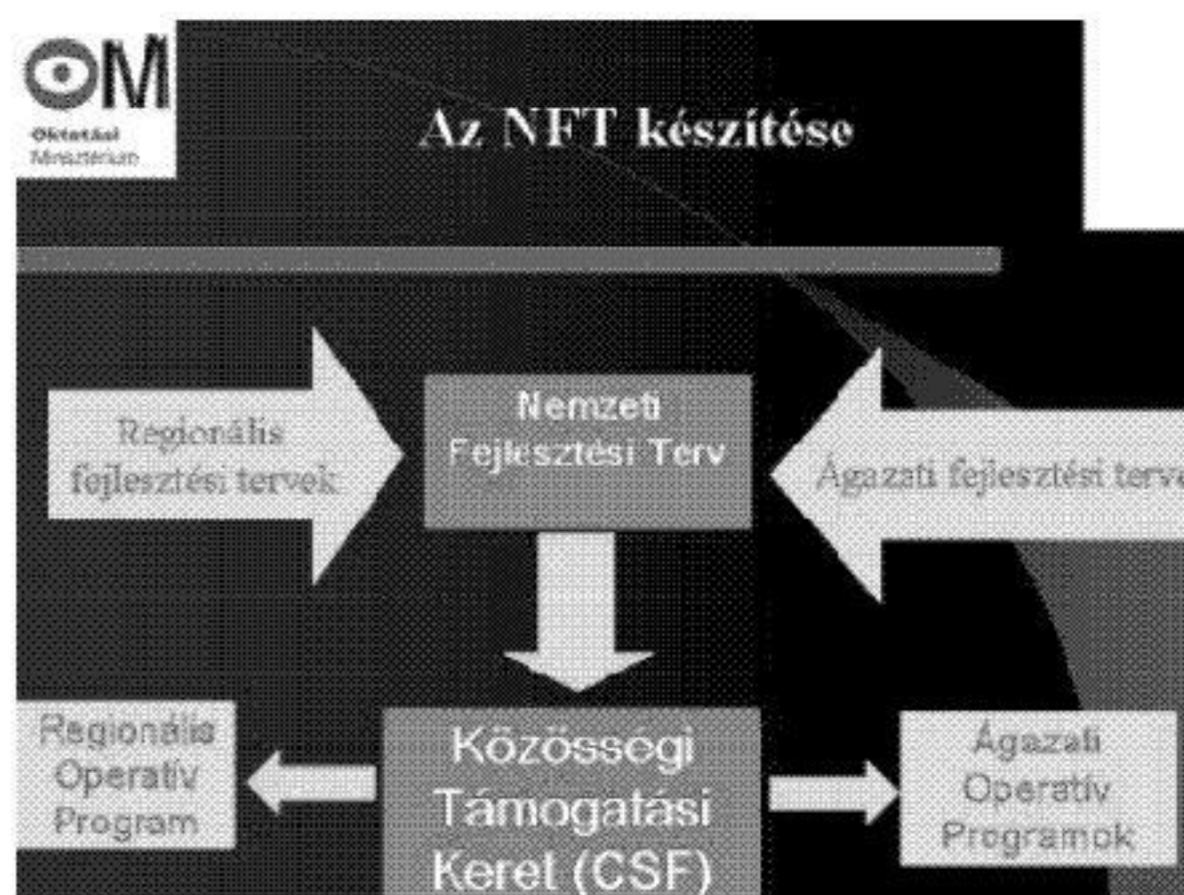 OM
Oktatási
Minisztérium
Az NFT készítése
Regionális
fejlesztési tervek
Nemzeti
Fejlesztési Terv
Ágazati fejlesztési terve
Regionális
Operatív
Program
Közösségi
Támogatási
Keret (CSF)
Ágazati
Operatív
Programok